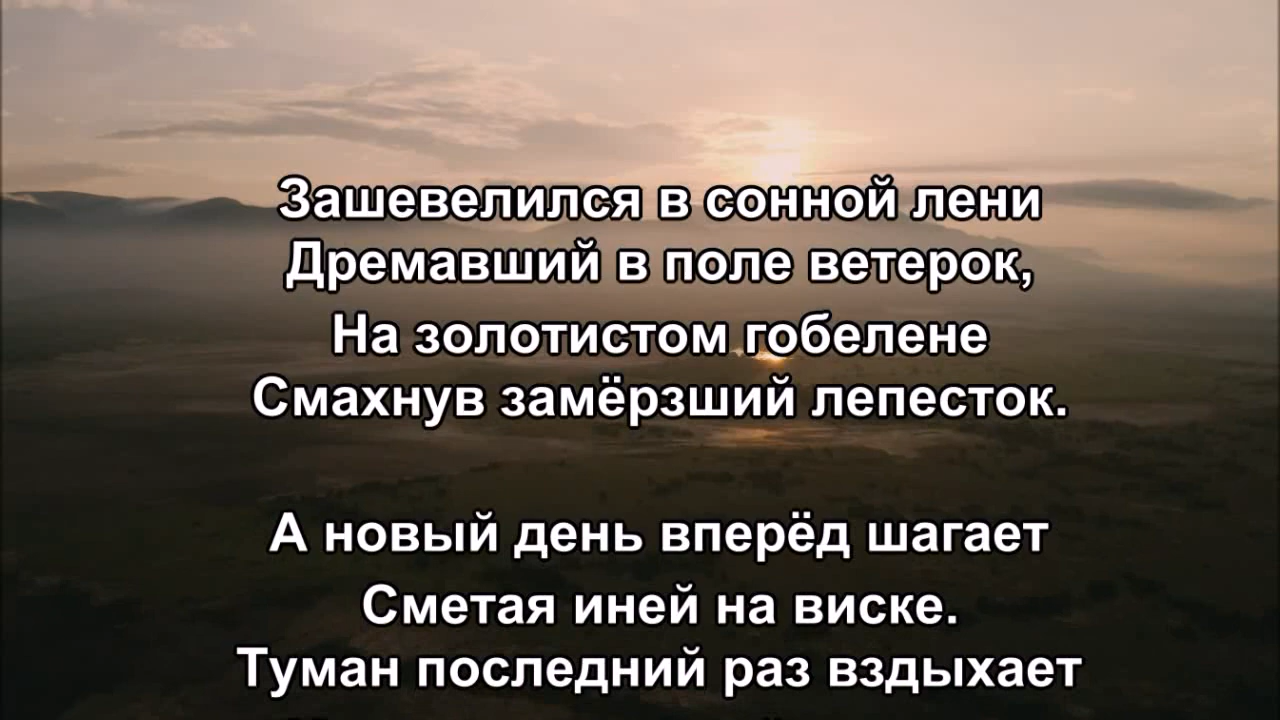 Зашевелился в сонной лени
Дремавший в поле ветерок,
На золотистом гобелене
Смахнув замёрзший лепесток.
А новый день вперёд шагает
Сметая иней на виске.
Туман последний раз вздыхает